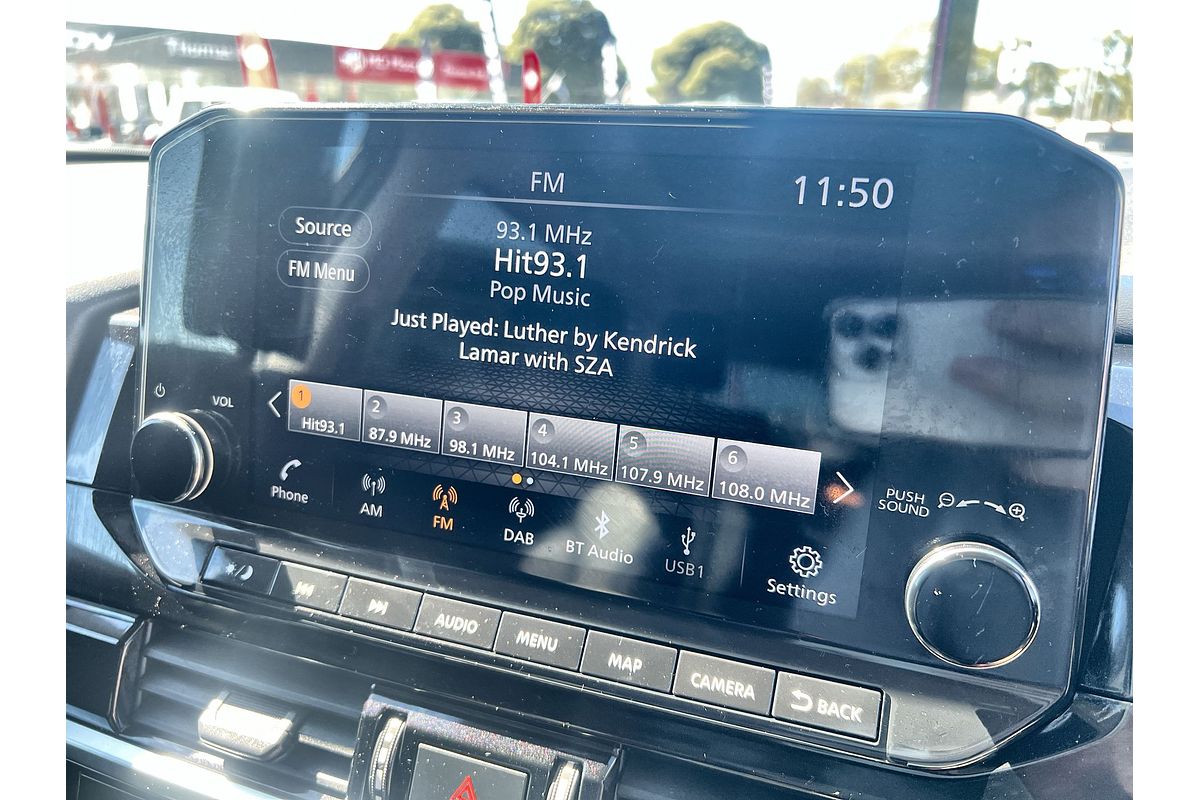 FM
11:50
Source
FM Menu
93.1 MHz
Hit93.1
Pop Music
Just Played: Luther by Kendrick
Lamar with SZA
VOL
1
Hit93.1
2
87.9 MHz
3
98.1 MHz
4
104.1 MHz
5
107.9 MHz
6
108.0 MHz
Phone
AM
FM
DAB
BT Audio
USB1
Settings
PUSH
SOUND
AUDIO
MENU
MAP
CAMERA
BACK